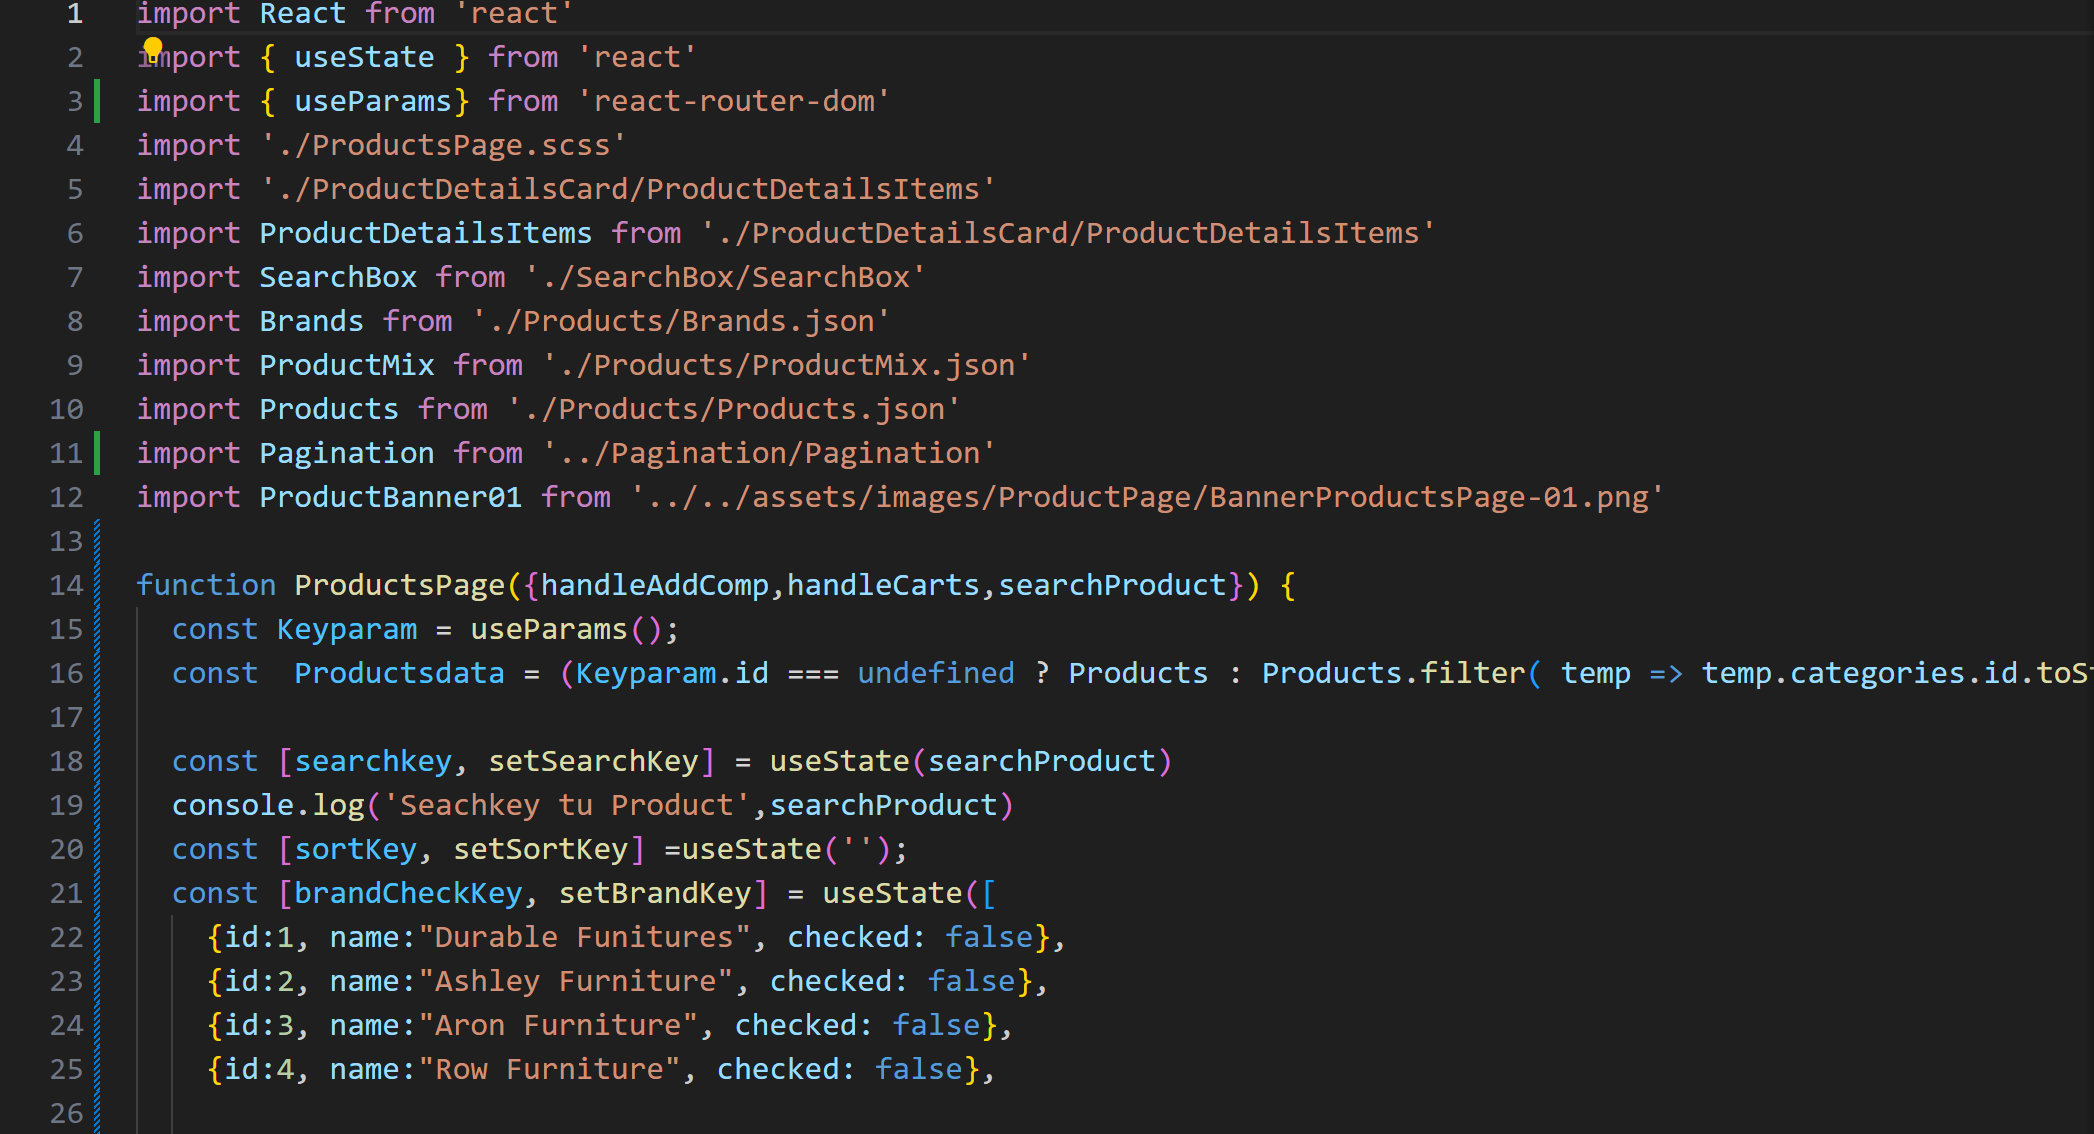 1 import React from 'react'
2 import { useState } from 'react'
3 import { useParams} from 'react-router-dom'
4 import './ProductsPage.scss'
5 import './ProductDetailsCard/ProductDetailsItems'
6 import ProductDetailsItems from './ProductDetailsCard/ProductDetailsItems'
7 import SearchBox from './SearchBox/SearchBox'
8 import Brands from './Products/Brands.json'
9 import ProductMix from './Products/ProductMix.json'
10 import Products from './Products/Products.json'
11 import Pagination from '../Pagination/Pagination'
12 import ProductBanner01 from '../../assets/images/ProductPage/BannerProductsPage-01.png'
13
14 function ProductsPage({handleAddComp,handleCarts,searchProduct}) {
15   const Keyparam = useParams();
16   const  Productsdata = (Keyparam.id === undefined ? Products : Products.filter( temp => temp.categories.id.toSt
17
18   const [searchkey, setSearchKey] = useState(searchProduct)
19   console.log('Seachkey tu Product',searchProduct)
20   const [sortKey, setSortKey] =useState('');
21   const [brandCheckKey, setBrandKey] = useState([
22     {id:1, name:"Durable Funitures", checked: false},
23     {id:2, name:"Ashley Furniture", checked: false},
24     {id:3, name:"Aron Furniture", checked: false},
25     {id:4, name:"Row Furniture", checked: false},
26